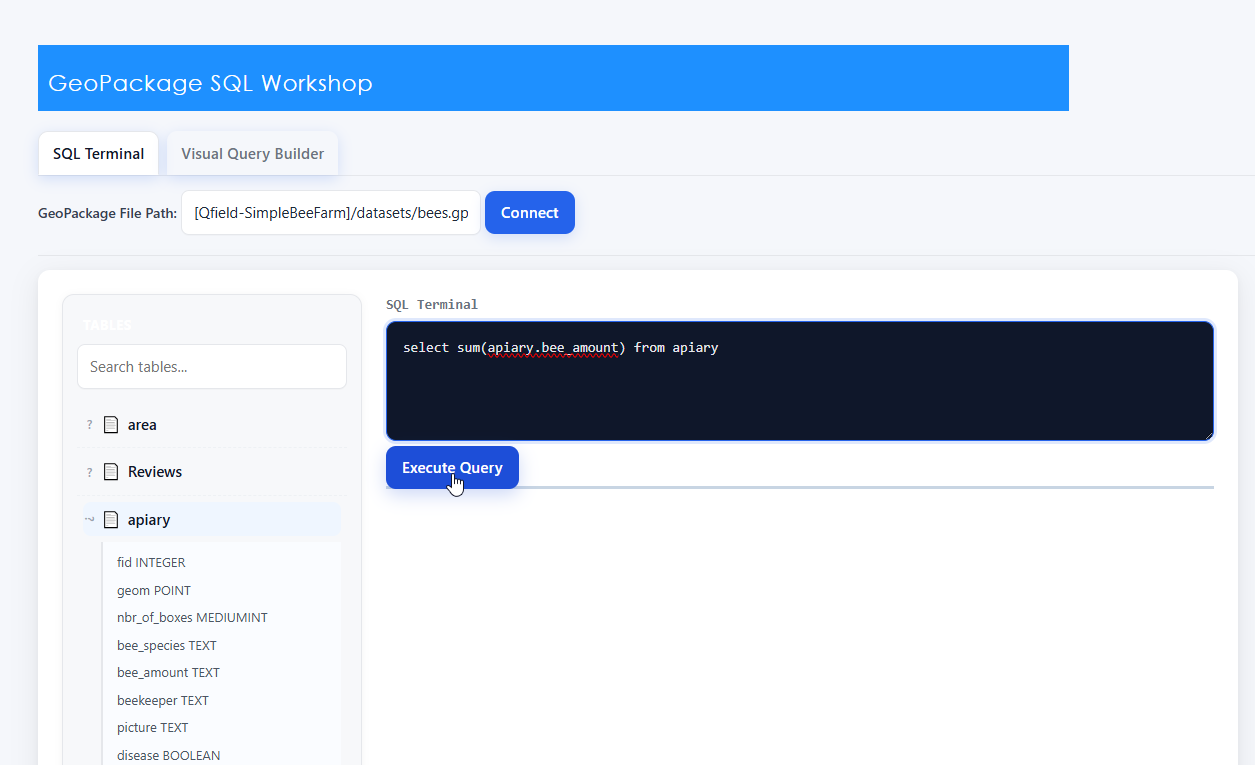 GeoPackage SQL Workshop
SQL Terminal
Visual Query Builder
GeoPackage File Path:
[Qfield-SimpleBeeFarm]/datasets/bees.gp
Connect
TABLES
Search tables...
? area
? Reviews
apiary
fid INTEGER
geom POINT
nbr_of_boxes MEDIUMINT
bee_species TEXT
bee_amount TEXT
beekeeper TEXT
picture TEXT
disease BOOLEAN
SQL Terminal
select sum(apiary.bee_amount) from apiary
Execute Query